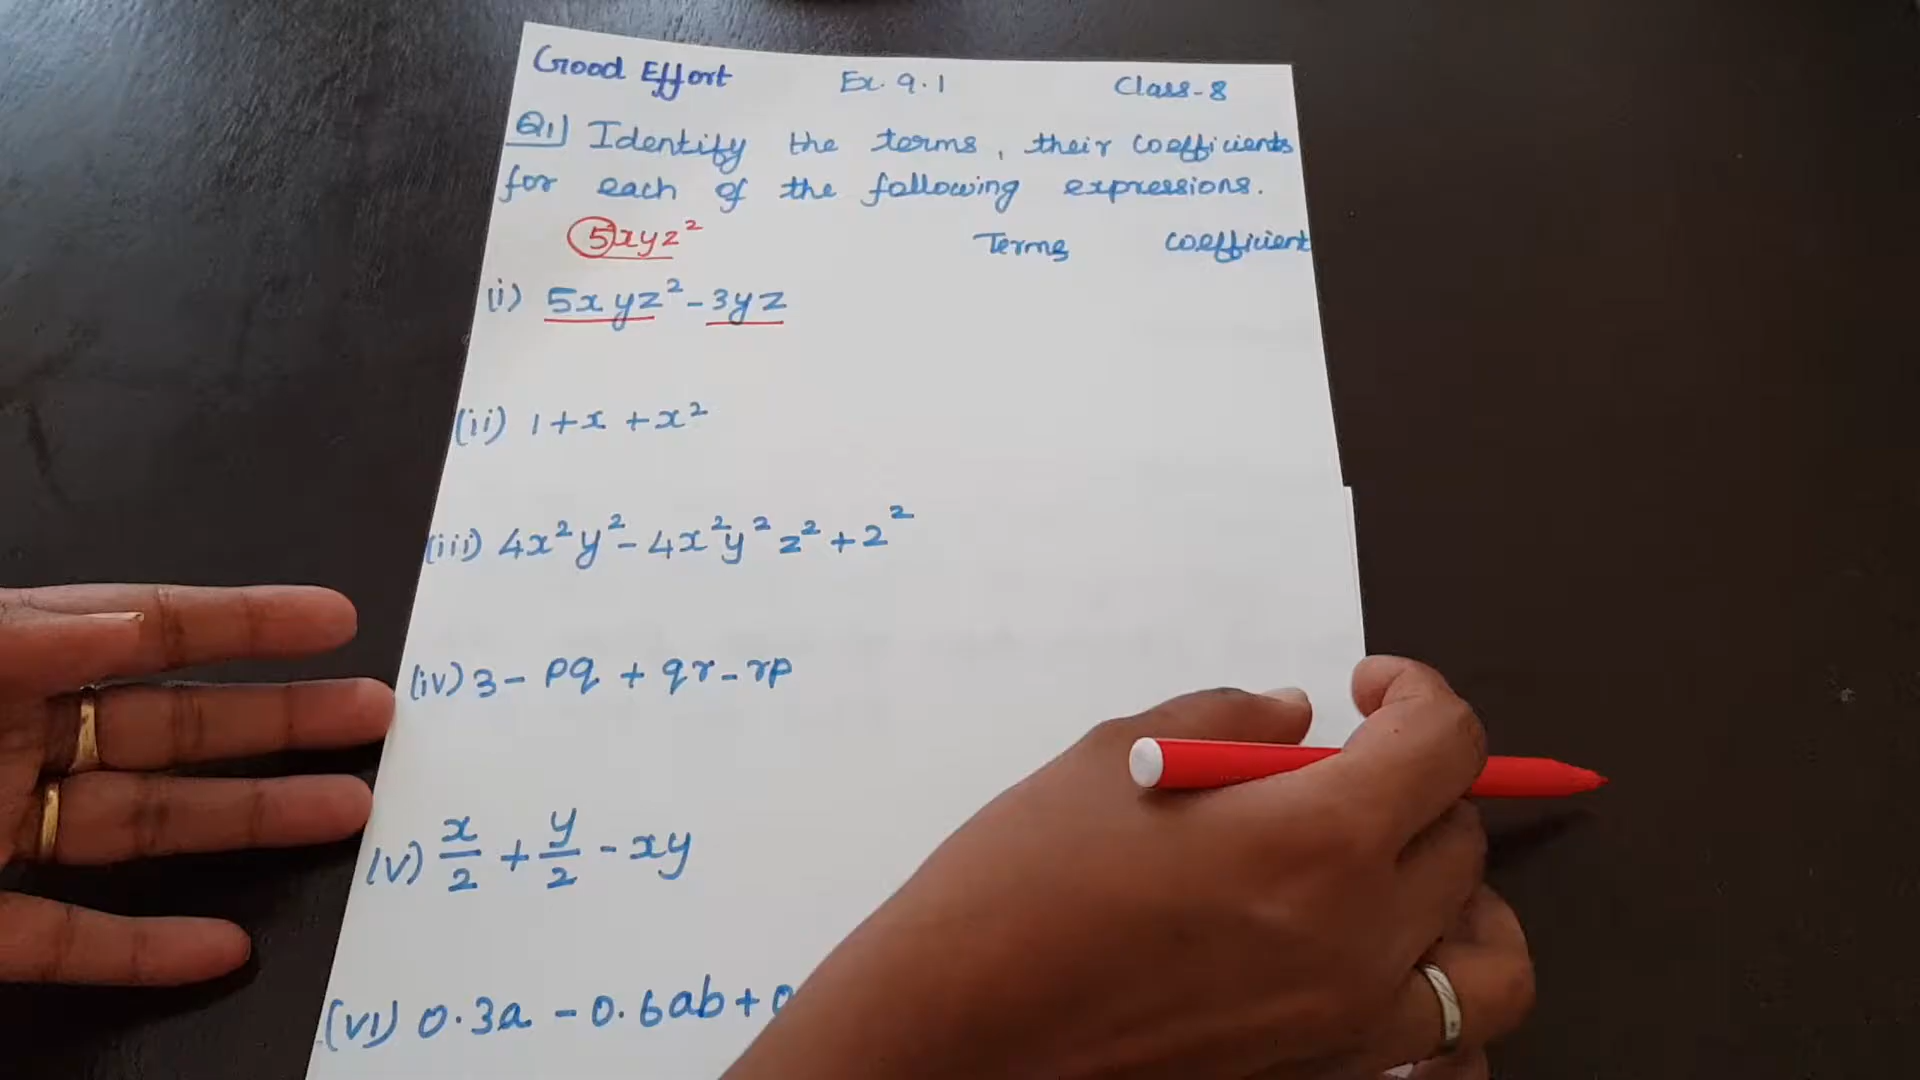 Good Effort Ex. 9.1 Class-8
Q1) Identify the terms, their coefficients
for each of the following expressions.
5xyz² Terms coefficient
(i) 5xyz² - 3yz
(ii) 1 + x + x²
(iii) 4x²y² - 4x²y²z² + 2²
(iv) 3 - pq + qr - rp
(v) x/2 + y/2 - xy
(vi) 0.3a - 0.6ab + 0